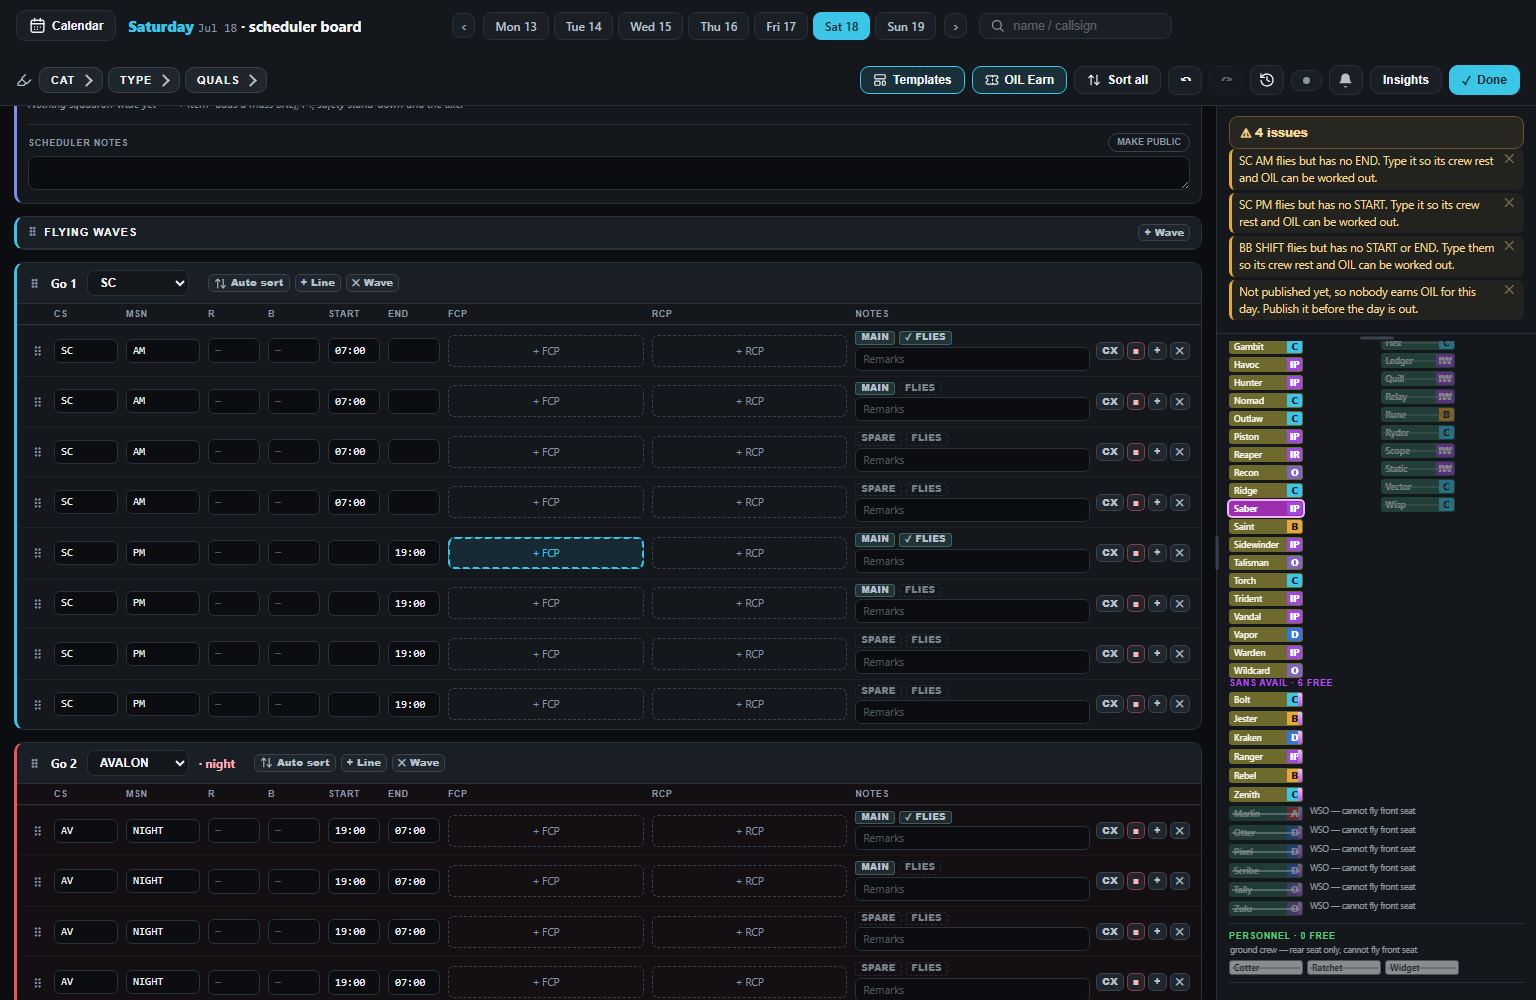 Calendar
Saturday Jul 18 · scheduler board
Mon 13
Tue 14
Wed 15
Thu 16
Fri 17
Sat 18
Sun 19
name / callsign
CAT
TYPE
QUALS
Templates
OIL Earn
Sort all
Insights
✓ Done
SCHEDULER NOTES
MAKE PUBLIC
FLYING WAVES
+ Wave
Go 1 SC
Auto sort
+ Line
✕ Wave
CS MSN R B START END FCP RCP NOTES
MAIN ✓ FLIES
SC AM – – 07:00 + FCP + RCP Remarks CX ■ + ✕
MAIN FLIES
SC AM – – 07:00 + FCP + RCP Remarks CX ■ + ✕
SPARE FLIES
SC AM – – 07:00 + FCP + RCP Remarks CX ■ + ✕
SPARE FLIES
SC AM – – 07:00 + FCP + RCP Remarks CX ■ + ✕
MAIN ✓ FLIES
SC PM – – 19:00 + FCP + RCP Remarks CX ■ + ✕
MAIN FLIES
SC PM – – 19:00 + FCP + RCP Remarks CX ■ + ✕
SPARE FLIES
SC PM – – 19:00 + FCP + RCP Remarks CX ■ + ✕
SPARE FLIES
SC PM – – 19:00 + FCP + RCP Remarks CX ■ + ✕
Go 2 AVALON · night
Auto sort
+ Line
✕ Wave
CS MSN R B START END FCP RCP NOTES
MAIN ✓ FLIES
AV NIGHT – – 19:00 07:00 + FCP + RCP Remarks CX ■ + ✕
MAIN FLIES
AV NIGHT – – 19:00 07:00 + FCP + RCP Remarks CX ■ + ✕
SPARE FLIES
AV NIGHT – – 19:00 07:00 + FCP + RCP Remarks CX ■ + ✕
SPARE FLIES
AV NIGHT – – 19:00 07:00 + FCP + RCP Remarks CX ■ + ✕
⚠ 4 issues
SC AM flies but has no END. Type it so its crew rest
and OIL can be worked out.
SC PM flies but has no START. Type it so its crew
rest and OIL can be worked out.
BB SHIFT flies but has no START or END. Type them
so its crew rest and OIL can be worked out.
Not published yet, so nobody earns OIL for this
day. Publish it before the day is out.
Gambit C
Havoc IP
Hunter IP
Nomad C
Outlaw C
Piston IP
Reaper IR
Recon O
Ridge C
Saber IP
Saint B
Sidewinder IP
Talisman O
Torch C
Trident IP
Vandal IP
Vapor D
Warden IP
Wildcard O
Hex C
Ledger IW
Quill IW
Relay IW
Rune B
Ryder C
Scope IW
Static IW
Vector C
Wisp C
SANS AVAIL · 6 FREE
Bolt C
Jester B
Kraken D
Ranger IP
Rebel B
Zenith C
Marlin A WSO — cannot fly front seat
Otter D WSO — cannot fly front seat
Pixel D WSO — cannot fly front seat
Scribe D WSO — cannot fly front seat
Tally O WSO — cannot fly front seat
Zulu O WSO — cannot fly front seat
PERSONNEL · 0 FREE
ground crew — rear seat only, cannot fly front seat
Cotter
Ratchet
Widget